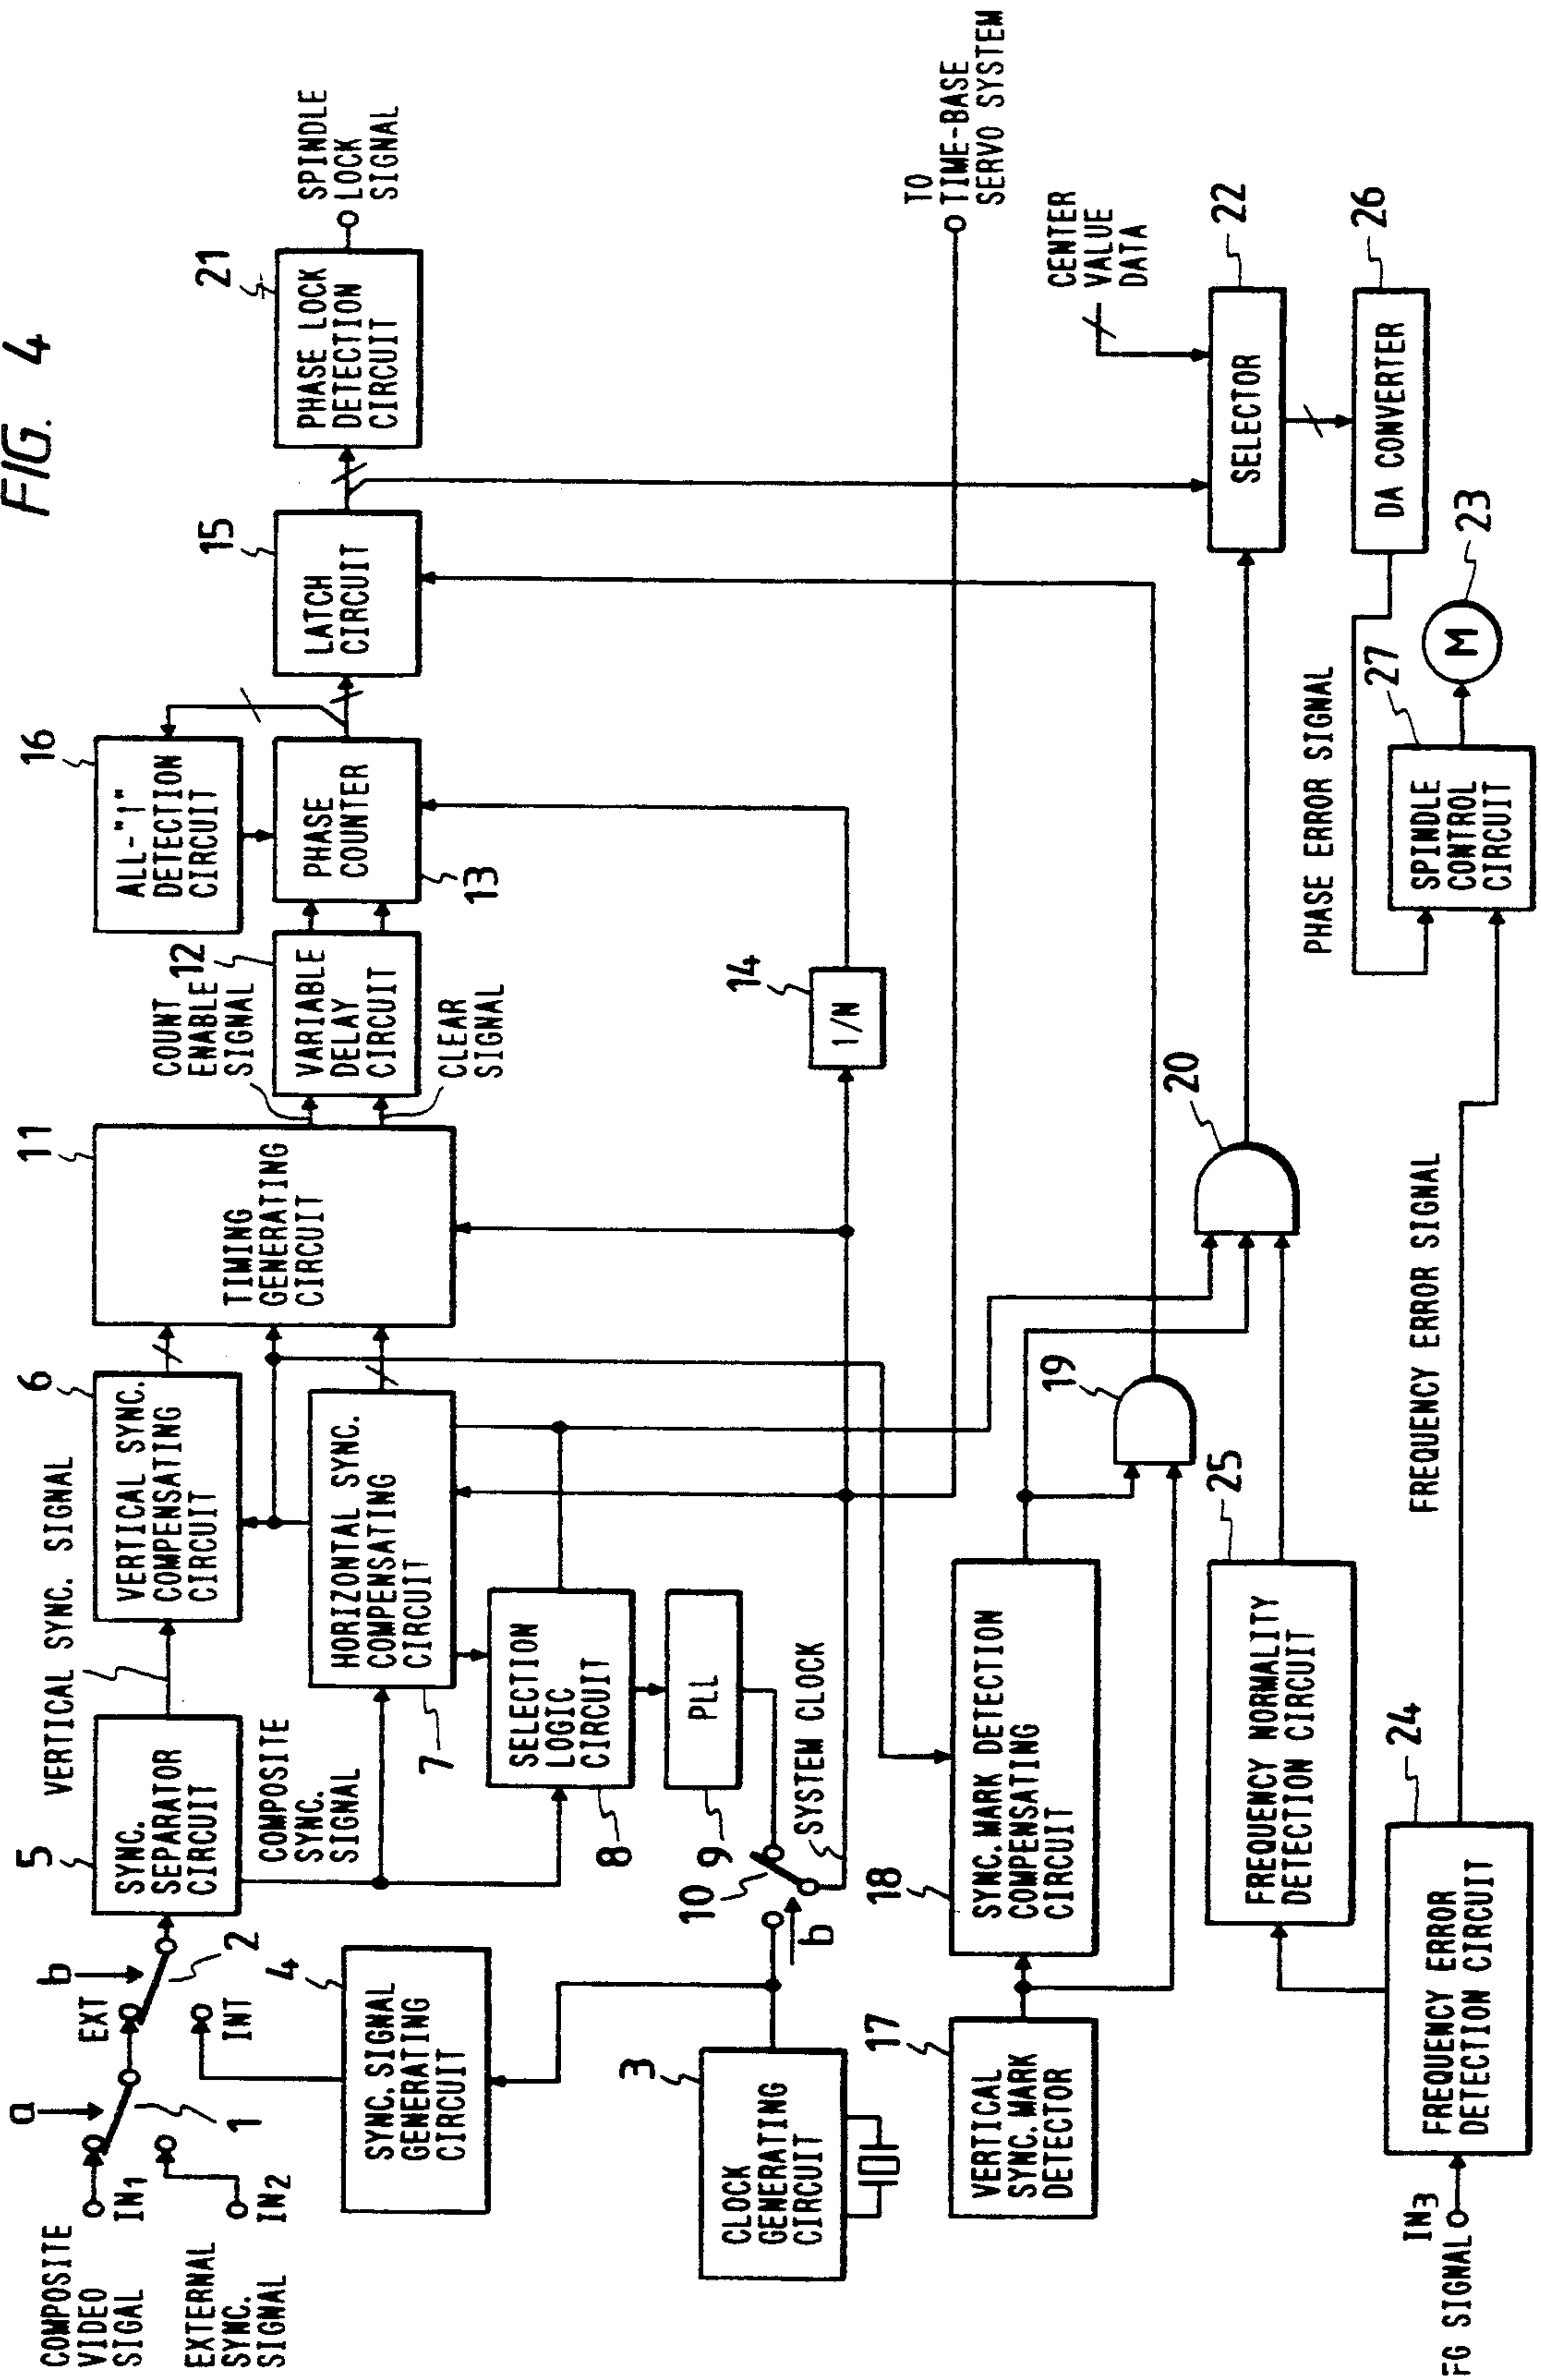 FIG. 4
COMPOSITE
VIDEO
SIGAL
IN1
EXTERNAL
SYNC.
SIGNAL
IN2
a
1
b
EXT
INT
2
5
SYNC.
SEPARATOR
CIRCUIT
VERTICAL SYNC. SIGNAL
COMPOSITE
SYNC.
SIGNAL
6
VERTICAL SYNC.
COMPENSATING
CIRCUIT
HORIZONTAL SYNC.
COMPENSATING
CIRCUIT
7
11
TIMING
GENERATING
CIRCUIT
COUNT
ENABLE
SIGNAL
12
VARIABLE
DELAY
CIRCUIT
CLEAR
SIGNAL
16
ALL-"1"
DETECTION
CIRCUIT
PHASE
COUNTER
13
15
LATCH
CIRCUIT
21
PHASE LOCK
DETECTION
CIRCUIT
SPINDLE
LOCK
SIGNAL
4
SYNC. SIGNAL
GENERATING
CIRCUIT
SELECTION
LOGIC
CIRCUIT
8
PLL
9
10
b
SYSTEM CLOCK
14
1/N
3
CLOCK
GENERATING
CIRCUIT
TO
TIME-BASE
SERVO SYSTEM
17
VERTICAL
SYNC. MARK
DETECTOR
18
SYNC. MARK DETECTION
COMPENSATING
CIRCUIT
19
20
CENTER
VALUE
DATA
22
SELECTOR
25
FREQUENCY NORMALITY
DETECTION CIRCUIT
26
DA CONVERTER
PHASE ERROR SIGNAL
24
FREQUENCY ERROR
DETECTION CIRCUIT
FREQUENCY ERROR SIGNAL
27
SPINDLE
CONTROL
CIRCUIT
M
23
IN3
FG SIGNAL